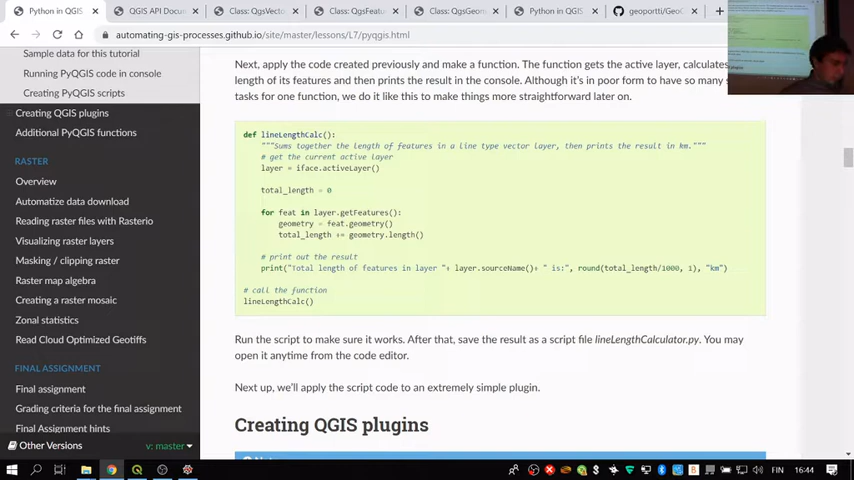 Python in QGIS
QGIS API Docu
Class: QgsVecto
Class: QgsFeatu
Class: QgsGeom
Python in QGIS
geoportti/GeoC
automating-gis-processes.github.io/site/master/lessons/L7/pyqgis.html
Sample data for this tutorial
Running PyQGIS code in console
Creating PyQGIS scripts
Creating QGIS plugins
Additional PyQGIS functions
RASTER
Overview
Automatize data download
Reading raster files with Rasterio
Visualizing raster layers
Masking / clipping raster
Raster map algebra
Creating a raster mosaic
Zonal statistics
Read Cloud Optimized Geotiffs
FINAL ASSIGNMENT
Final assignment
Grading criteria for the final assignment
Final Assignment hints
Other Versions
v: master
Next, apply the code created previously and make a function. The function gets the active layer, calculates
length of its features and then prints the result in the console. Although it's in poor form to have so many s
tasks for one function, we do it like this to make things more straightforward later on.
def lineLengthCalc():
"""Sums together the length of features in a line type vector layer, then prints the result in km."""
# get the current active layer
layer = iface.activeLayer()
total_length = 0
for feat in layer.getFeatures():
geometry = feat.geometry()
total_length += geometry.length()
# print out the result
print("Total length of features in layer "+ layer.sourceName()+ " is:", round(total_length/1000, 1), "km")
# call the function
lineLengthCalc()
Run the script to make sure it works. After that, save the result as a script file lineLengthCalculator.py. You may
open it anytime from the code editor.
Next up, we'll apply the script code to an extremely simple plugin.
Creating QGIS plugins
FIN
16:44